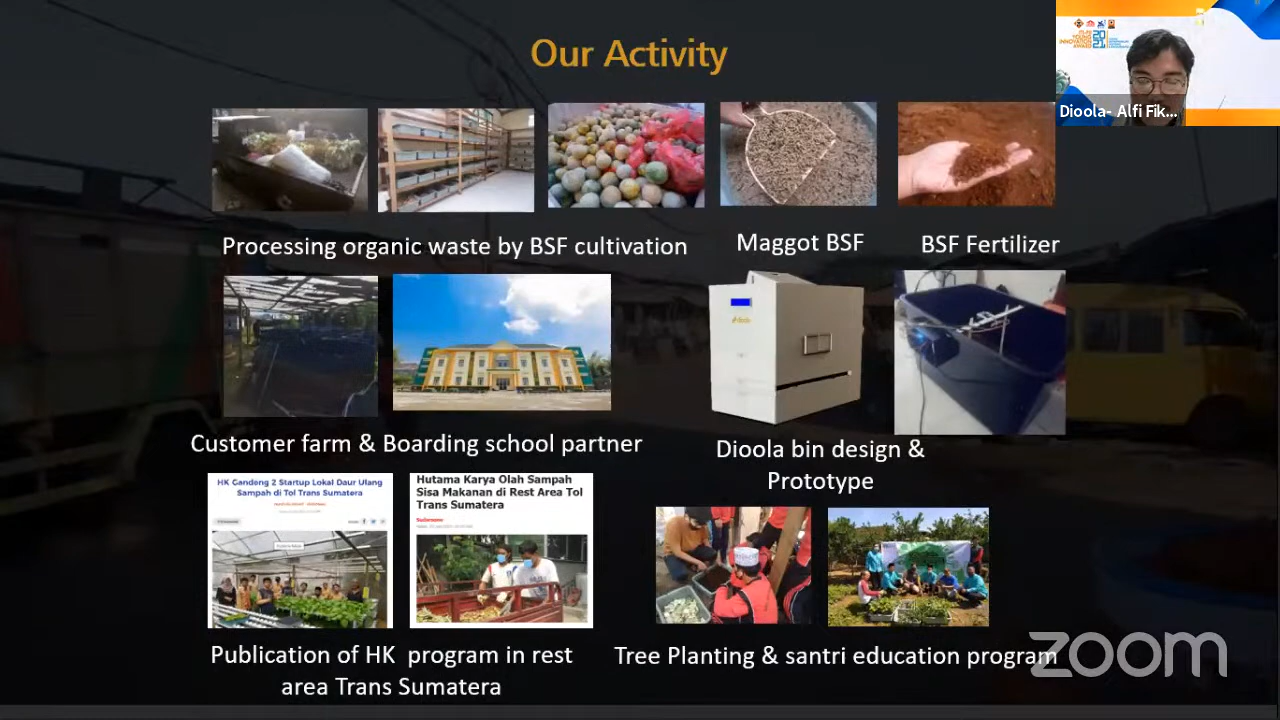 Our Activity
20
21
Dioola- Alfi Fik...
Processing organic waste by BSF cultivation
Maggot BSF
BSF Fertilizer
Customer farm & Boarding school partner
Dioola bin design &
Prototype
HK Gandeng 2 Startup Lokal Daur Ulang
Sampah di Tol Trans Sumatera
Hutama Karya Olah Sampah
Sisa Makanan di Rest Area Tol
Trans Sumatera
Publication of HK program in rest
area Trans Sumatera
Tree Planting & santri education program
zoom